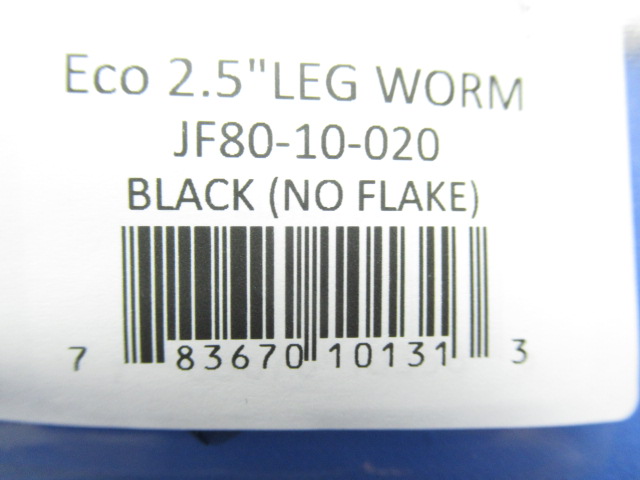 Eco 2.5"LEG WORM
JF80-10-020
BLACK (NO FLAKE)
7 83670 10131 3